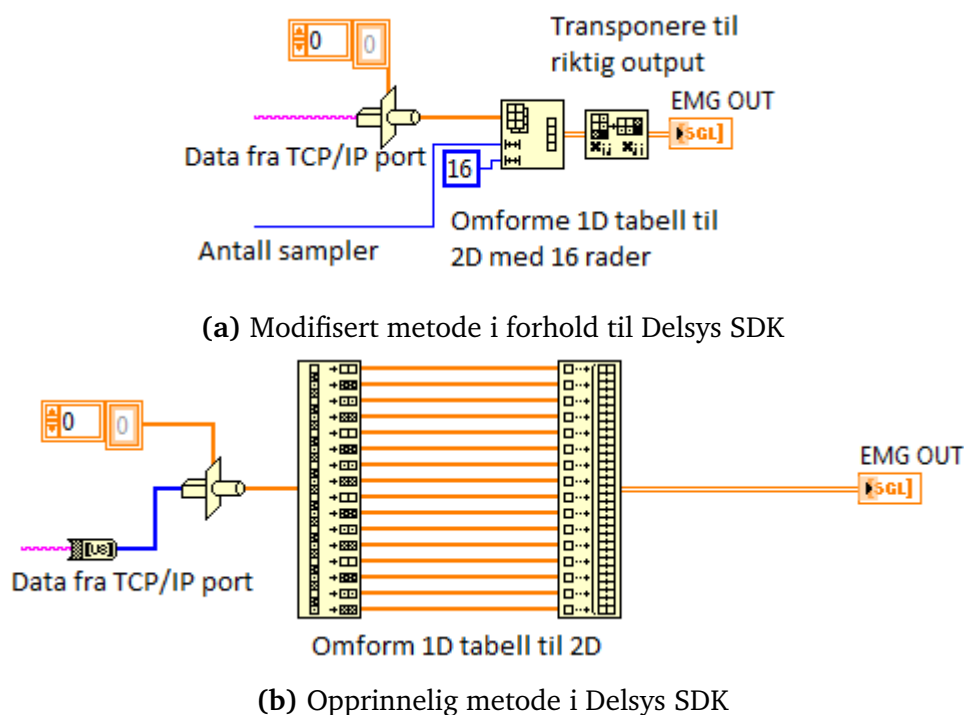 Transponere til
riktig output
0 0
EMG OUT
5GL]
Data fra TCP/IP port
16
Antall sampler
Omforme 1D tabell til
2D med 16 rader
(a) Modifisert metode i forhold til Delsys SDK
0 0
EMG OUT
5GL]
[U8]
Data fra TCP/IP port
Omform 1D tabell til 2D
(b) Opprinnelig metode i Delsys SDK